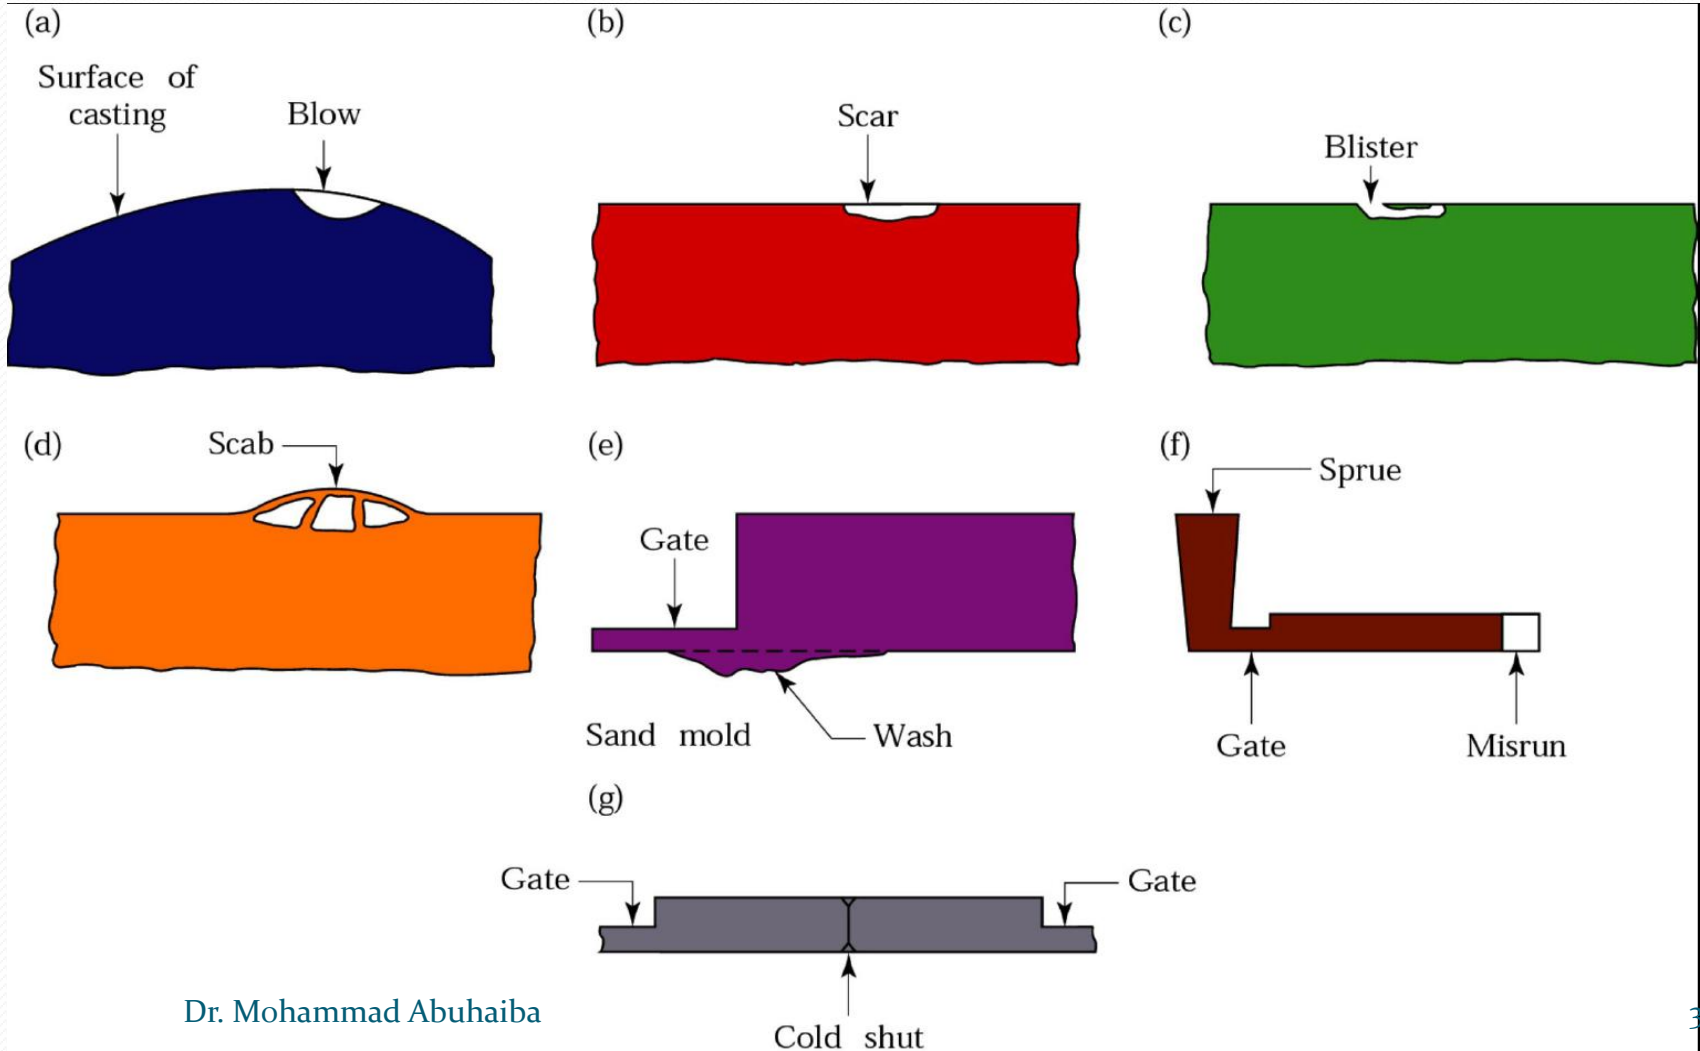 (a)
Surface of
casting
Blow
(b)
Scar
(c)
Blister
(d)
Scab
(e)
Gate
Sand mold
Wash
(f)
Sprue
Gate
Misrun
(g)
Gate
Gate
Cold shut
Dr. Mohammad Abuhaiba